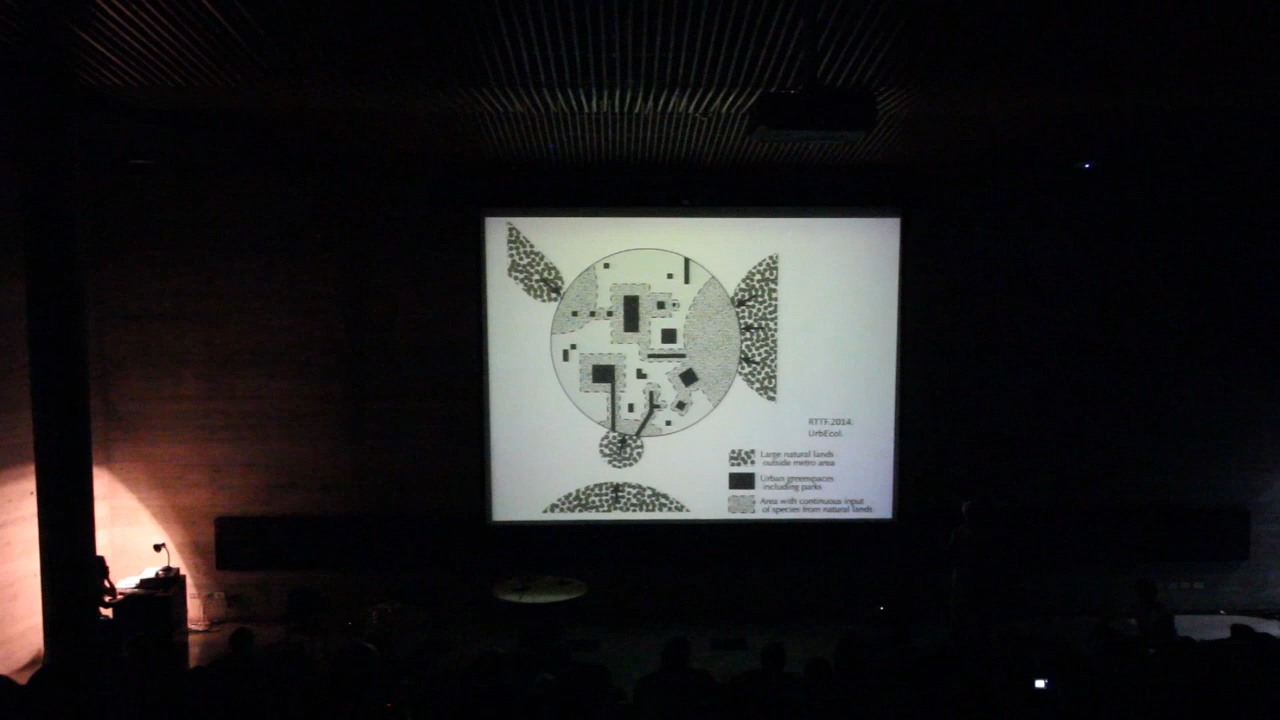 RTTF.2014.
UrbEcol.
Large natural lands
outside metro area
Urban greenspaces
including parks
Area with continuous input
of species from natural lands